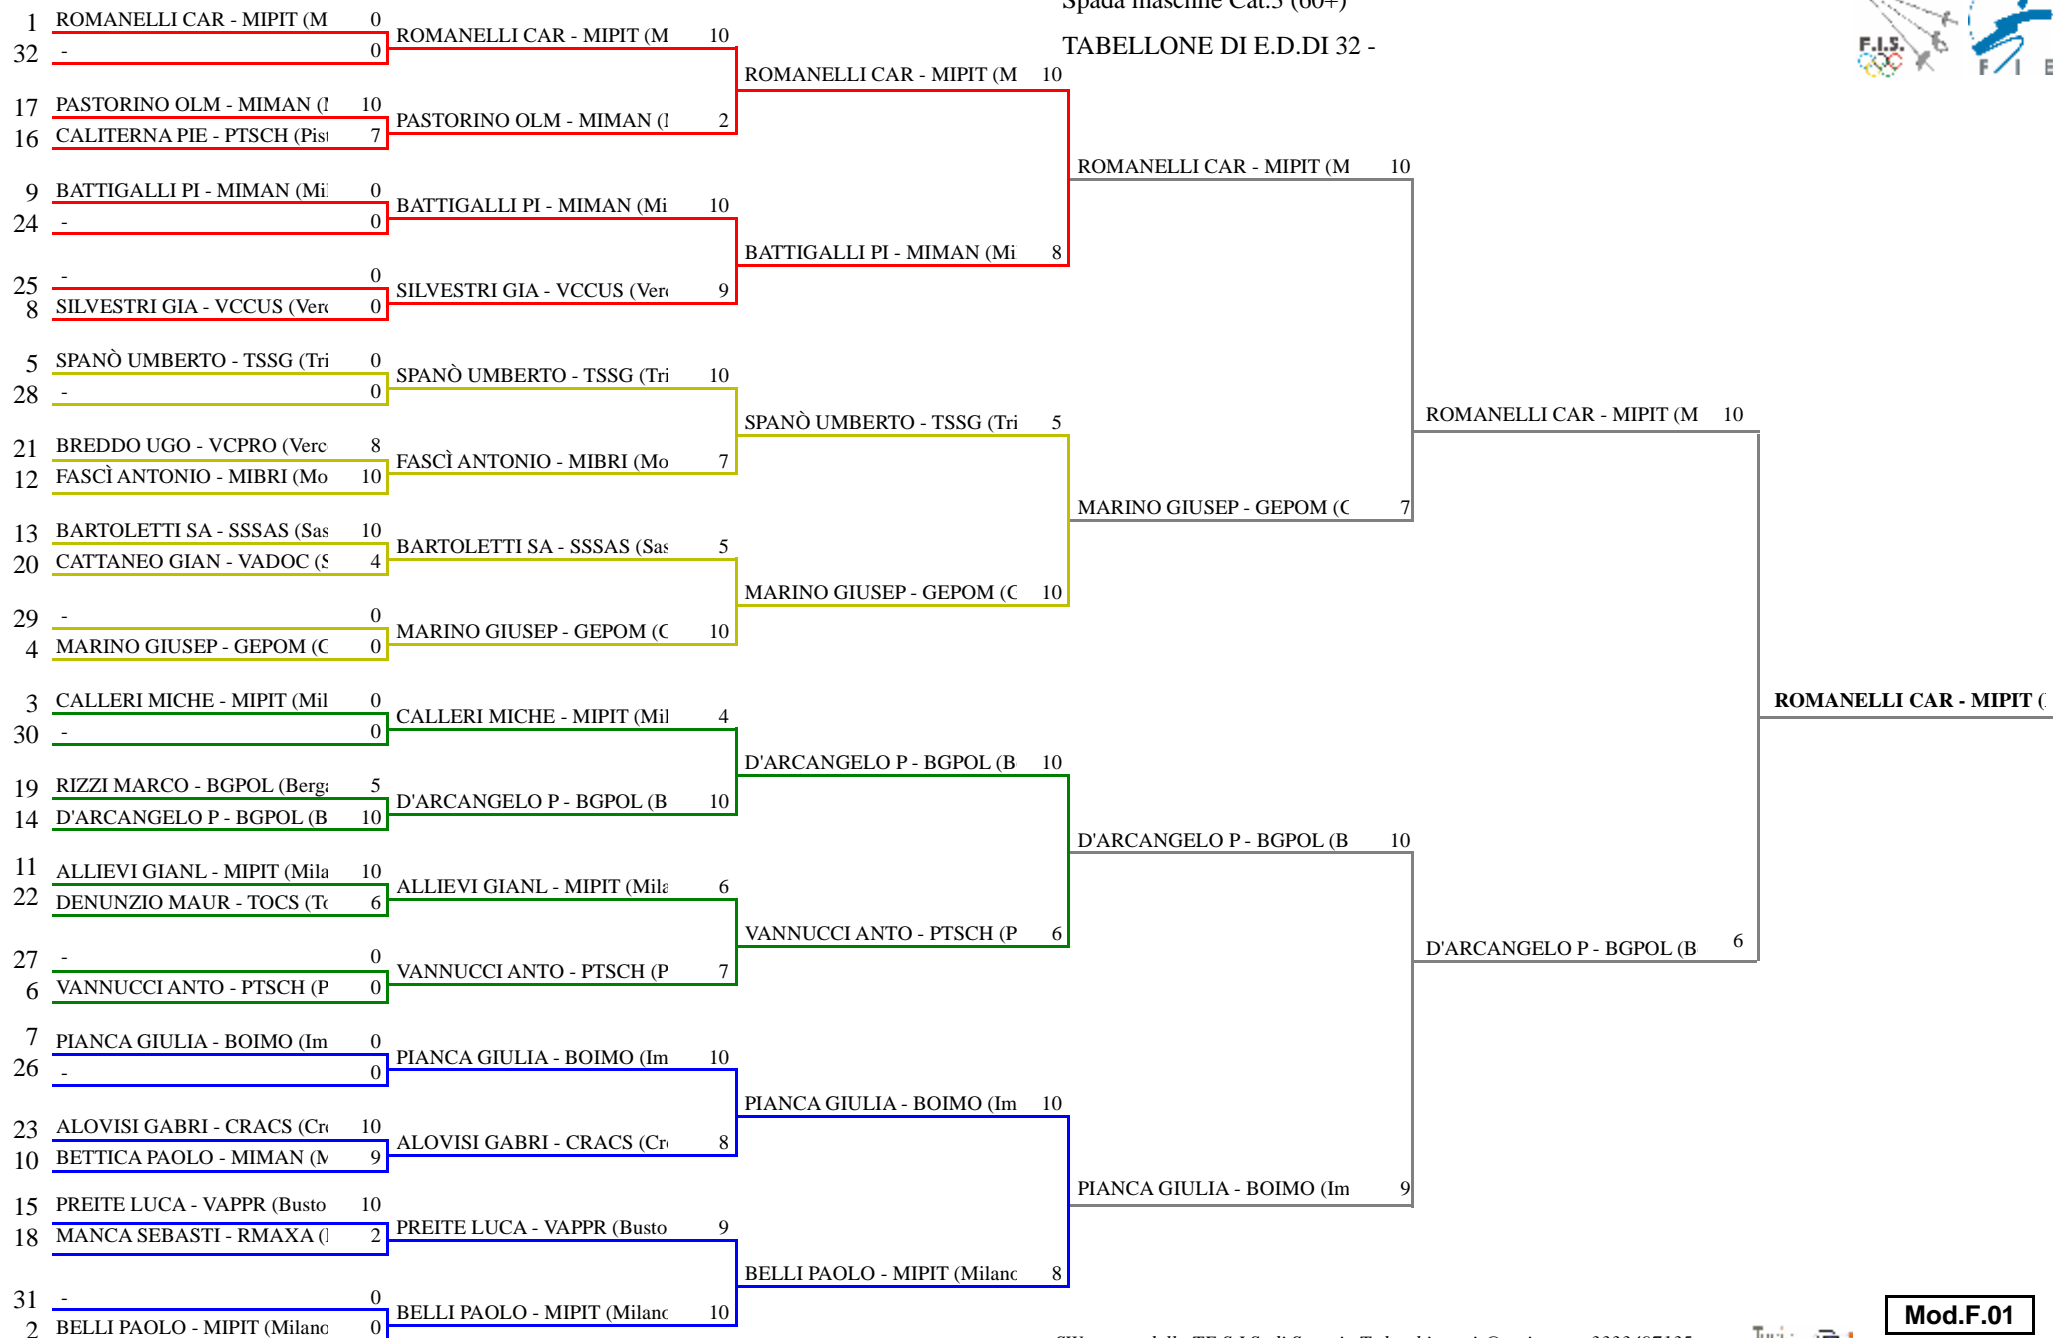 Spada maschile Cat.3 (60+)
TABELLONE DI E.D.DI 32 -
F.I.S.
F I E
1 ROMANELLI CAR - MIPIT (M 0
32 - 0
17 PASTORINO OLM - MIMAN ( 10
16 CALITERNA PIE - PTSCH (Pist 7
9 BATTIGALLI PI - MIMAN (Mil 0
24 - 0
25 - 0
8 SILVESTRI GIA - VCCUS (Verc 0
5 SPANÒ UMBERTO - TSSG (Tri 0
28 - 0
21 BREDDO UGO - VCPRO (Verc 8
12 FASCÌ ANTONIO - MIBRI (Mo 10
13 BARTOLETTI SA - SSSAS (Sas 10
20 CATTANEO GIAN - VADOC (S 4
29 - 0
4 MARINO GIUSEP - GEPOM (G 0
3 CALLERI MICHE - MIPIT (Mil 0
30 - 0
19 RIZZI MARCO - BGPOL (Berga 5
14 D'ARCANGELO P - BGPOL (B 10
11 ALLIEVI GIANL - MIPIT (Mila 10
22 DENUNZIO MAUR - TOCS (To 6
27 - 0
6 VANNUCCI ANTO - PTSCH (P 0
7 PIANCA GIULIA - BOIMO (Im 0
26 - 0
23 ALOVISI GABRI - CRACS (Cre 10
10 BETTICA PAOLO - MIMAN (M 9
15 PREITE LUCA - VAPPR (Busto 10
18 MANCA SEBASTI - RMAXA ( 2
31 - 0
2 BELLI PAOLO - MIPIT (Milano 0
ROMANELLI CAR - MIPIT (M 10
PASTORINO OLM - MIMAN ( 2
BATTIGALLI PI - MIMAN (Mi 10
SILVESTRI GIA - VCCUS (Verc 9
SPANÒ UMBERTO - TSSG (Tri 10
FASCÌ ANTONIO - MIBRI (Mo 7
BARTOLETTI SA - SSSAS (Sas 5
MARINO GIUSEP - GEPOM (G 10
CALLERI MICHE - MIPIT (Mil 4
D'ARCANGELO P - BGPOL (B 10
ALLIEVI GIANL - MIPIT (Mila 6
VANNUCCI ANTO - PTSCH (P 7
PIANCA GIULIA - BOIMO (Im 10
ALOVISI GABRI - CRACS (Cre 8
PREITE LUCA - VAPPR (Busto 9
BELLI PAOLO - MIPIT (Milano 10
ROMANELLI CAR - MIPIT (M 10
BATTIGALLI PI - MIMAN (Mi 8
SPANÒ UMBERTO - TSSG (Tri 5
MARINO GIUSEP - GEPOM (G 10
D'ARCANGELO P - BGPOL (B 10
VANNUCCI ANTO - PTSCH (P 6
PIANCA GIULIA - BOIMO (Im 10
BELLI PAOLO - MIPIT (Milano 8
ROMANELLI CAR - MIPIT (M 10
MARINO GIUSEP - GEPOM (G 7
D'ARCANGELO P - BGPOL (B 10
PIANCA GIULIA - BOIMO (Im 9
ROMANELLI CAR - MIPIT (M 10
D'ARCANGELO P - BGPOL (B 6
ROMANELLI CAR - MIPIT (
Mod.F.01